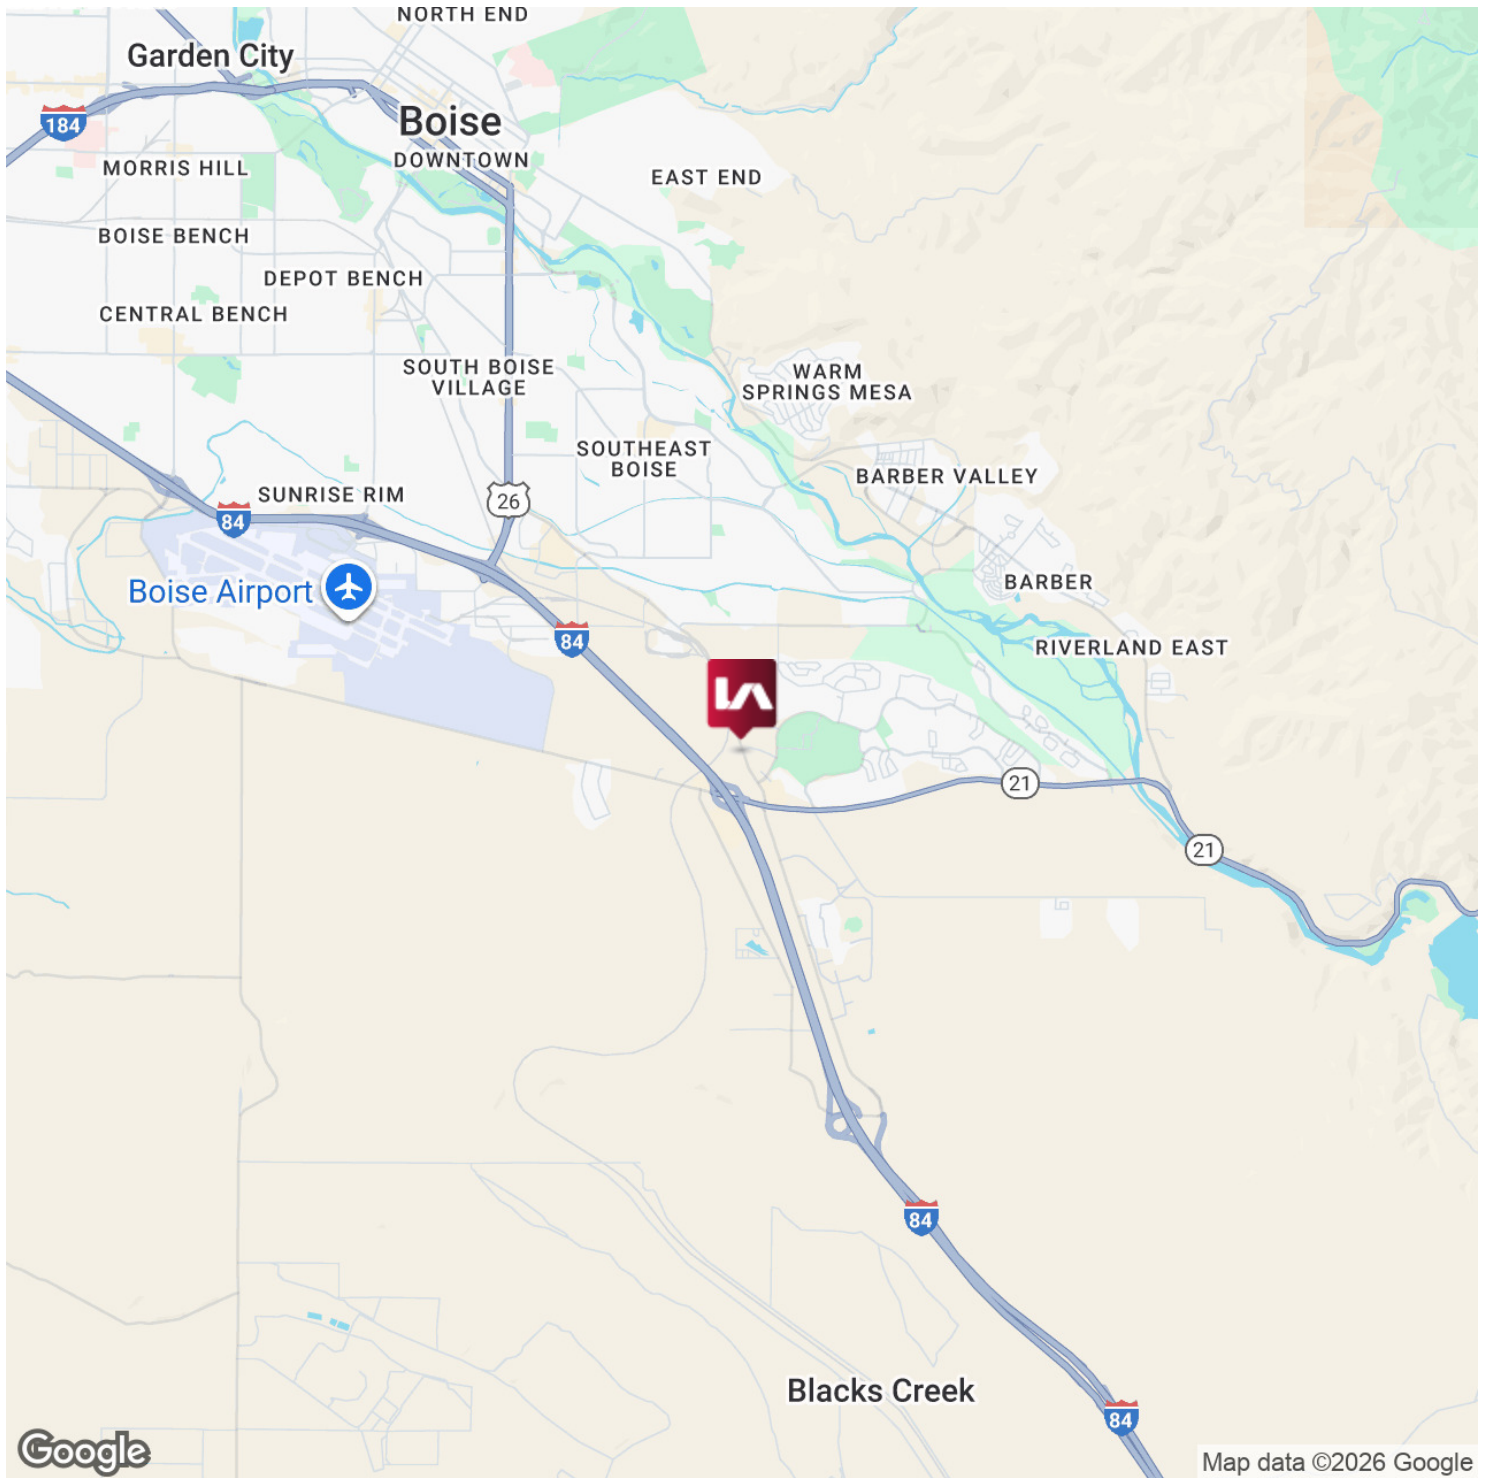 NORTH END
Garden City
184
Boise
DOWNTOWN
MORRIS HILL
EAST END
BOISE BENCH
DEPOT BENCH
CENTRAL BENCH
SOUTH BOISE
VILLAGE
WARM
SPRINGS MESA
SOUTHEAST
BOISE
BARBER VALLEY
SUNRISE RIM
26
84
Boise Airport
BARBER
84
RIVERLAND EAST
LA
21
21
84
Blacks Creek
84
Google
Map data ©2026 Google